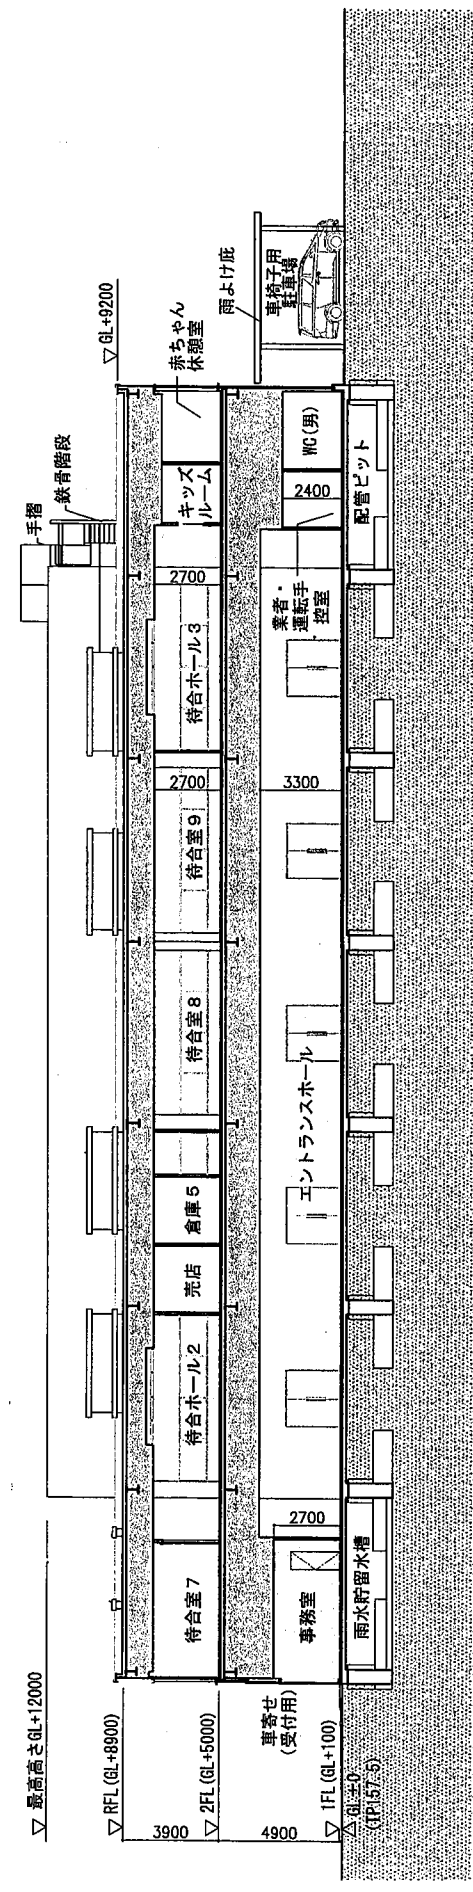 最高高さGL+12000
RFL(GL+8900)
2FL(GL+5000)
1FL(GL+100)
GL±0
(TP157.5)
3900
4900
手摺
鉄骨階段
GL+9200
待合室7
待合ホール2
売店
倉庫5
待合室8
待合室9
2700
待合ホール3
2700
キッズ
ルーム
赤ちゃん
休憩室
車寄せ
(受付用)
事務室
2700
エントランスホール
3300
業者・
運転手
控室
2400
WC(男)
雨よけ庇
車椅子用
駐車場
雨水貯留水槽
配管ピット